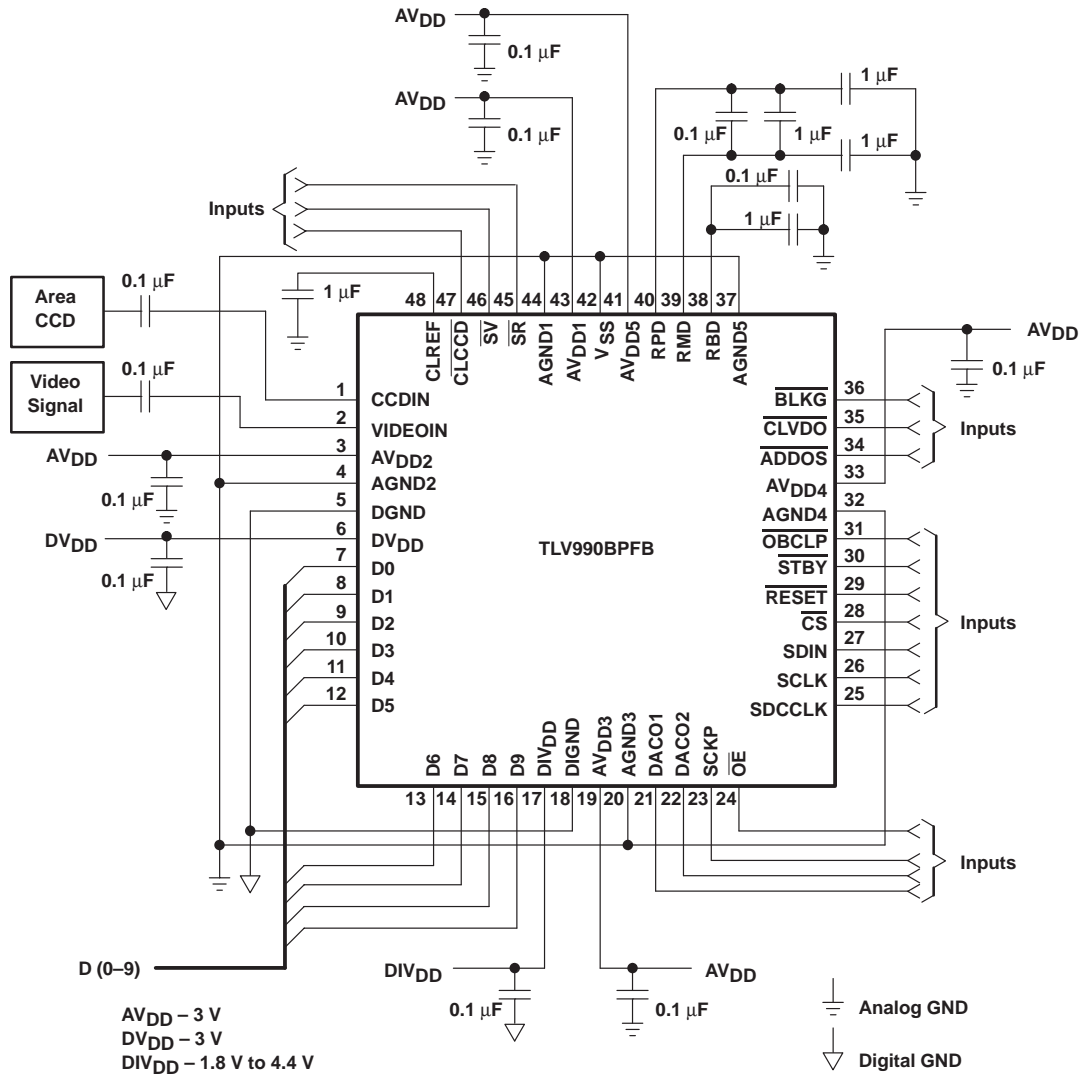 AVDD
0.1 µF
AVDD
0.1 µF
1 µF
0.1 µF
1 µF
1 µF
0.1 µF
1 µF
Inputs
Area
CCD
0.1 µF
1 µF
Video
Signal
0.1 µF
48 47 46 45 44 43 42 41 40 39 38 37
CLREF
CLCCD
SV
SR
AGND1
AVDD1
VSS
AVDD5
RPD
RMD
RBD
AGND5
AVDD
0.1 µF
1 CCDIN
2 VIDEOIN
3 AVDD2
4 AGND2
5 DGND
6 DVDD
7 D0
8 D1
9 D2
10 D3
11 D4
12 D5
AVDD
0.1 µF
DVDD
0.1 µF
TLV990BPFB
BLKG 36
CLVDO 35
ADDOS 34
AVDD4 33
AGND4 32
OBCLP 31
STBY 30
RESET 29
CS 28
SDIN 27
SCLK 26
SDCCLK 25
Inputs
Inputs
D6
D7
D8
D9
DIVDD
DIGND
AVDD3
AGND3
DACO1
DACO2
SCKP
OE
13 14 15 16 17 18 19 20 21 22 23 24
Inputs
D (0–9)
DIVDD
0.1 µF
AVDD
0.1 µF
AVDD – 3 V
DVDD – 3 V
DIVDD – 1.8 V to 4.4 V
Analog GND
Digital GND